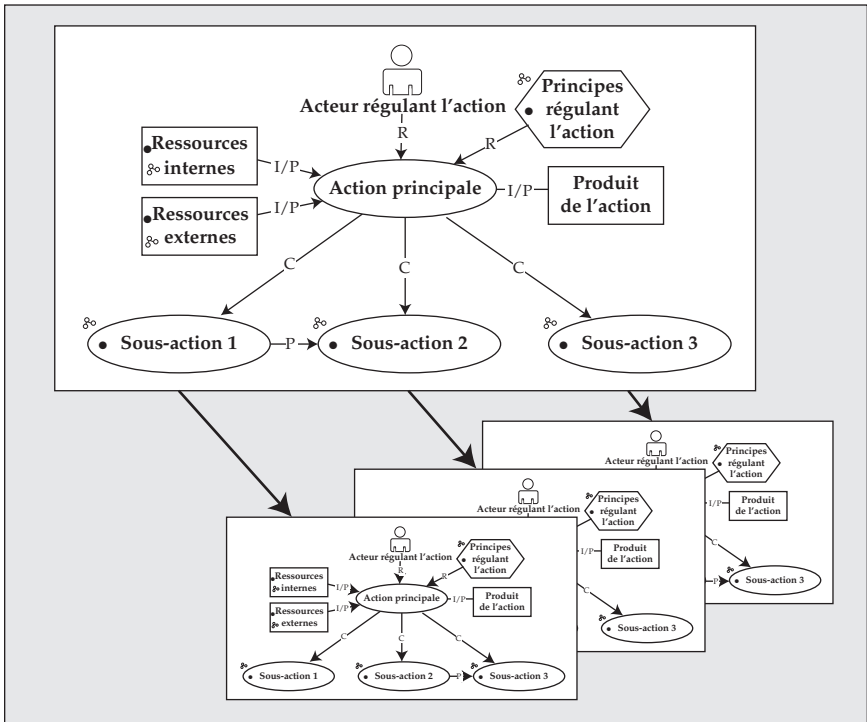 Acteur régulant l'action
Principes
régulant
l'action
R
R
Ressources
internes
I/P
Action principale
I/P
Produit
de l'action
Ressources
externes
I/P
C
C
C
Sous-action 1
P
Sous-action 2
Sous-action 3
Acteur régulant l'action
Principes
régulant
l'action
I/P
Produit
de l'action
C
P
Sous-action 3
Acteur régulant l'action
Principes
régulant
l'action
I/P
Produit
de l'action
C
Sous-action 3
Acteur régulant l'action
Principes
régulant
l'action
R
R
Ressources
internes
I/P
Action principale
I/P
Produit
de l'action
Ressources
externes
I/P
C
C
C
Sous-action 1
Sous-action 2
P
Sous-action 3